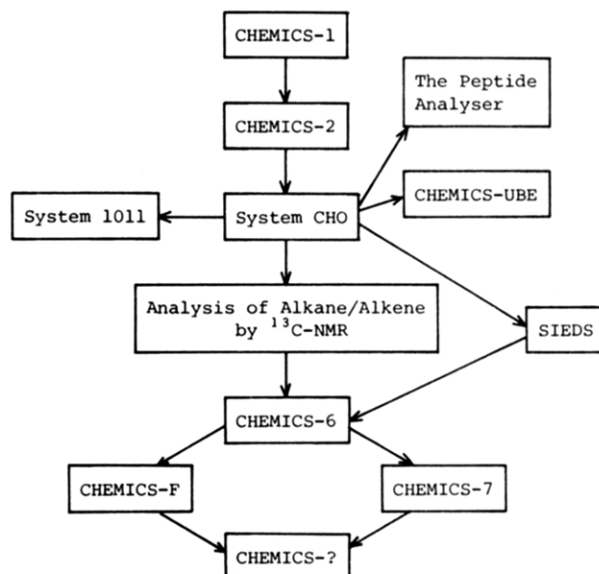 CHEMICS-1
The Peptide
Analyser
CHEMICS-2
CHEMICS-UBE
System 1011
System CHO
Analysis of Alkane/Alkene
by ¹³C-NMR
SIEDS
CHEMICS-6
CHEMICS-F
CHEMICS-7
CHEMICS-?